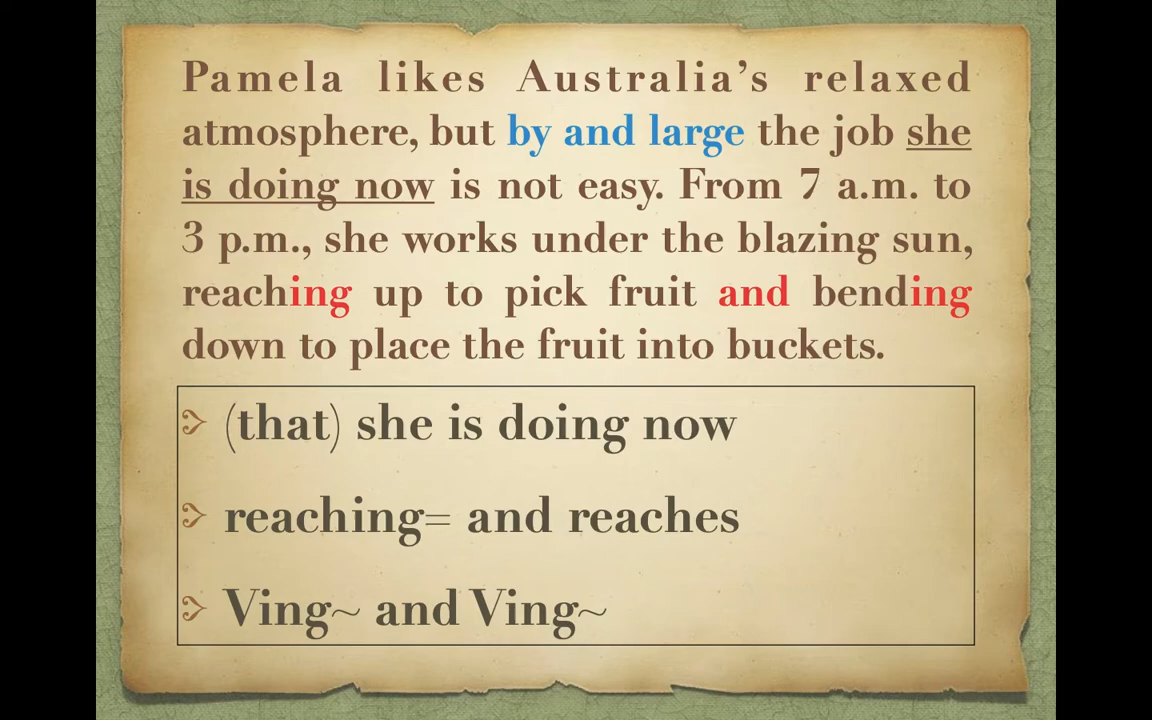 Pamela likes Australia’s relaxed
atmosphere, but by and large the job she
is doing now is not easy. From 7 a.m. to
3 p.m., she works under the blazing sun,
reaching up to pick fruit and bending
down to place the fruit into buckets.
(that) she is doing now
reaching= and reaches
Ving~ and Ving~